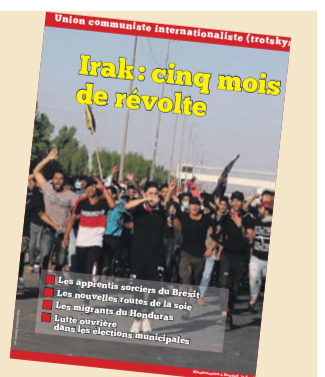 Union communiste internationaliste (trotsky
Irak : cinq mois
de révolte
Les apprentis sorciers du Brexit
Les nouvelles routes de la soie
Les migrants du Honduras
Lutte ouvrière
dans les élections municipales